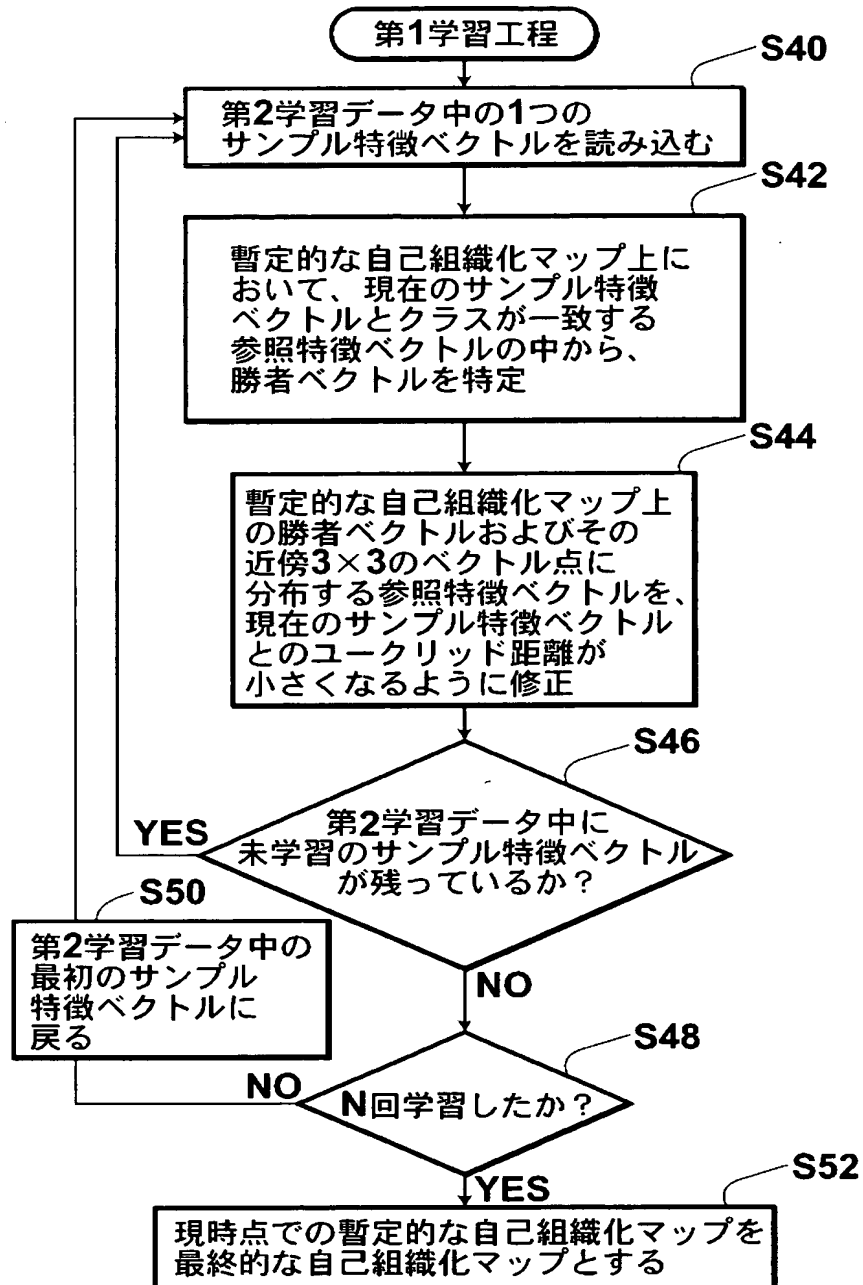 第1学習工程
S40
第2学習データ中の1つの
サンプル特徴ベクトルを読み込む
S42
暫定的な自己組織化マップ上に
おいて、現在のサンプル特徴
ベクトルとクラスが一致する
参照特徴ベクトルの中から、
勝者ベクトルを特定
S44
暫定的な自己組織化マップ上
の勝者ベクトルおよびその
近傍3×3のベクトル点に
分布する参照特徴ベクトルを、
現在のサンプル特徴ベクトル
とのユークリッド距離が
小さくなるように修正
S46
第2学習データ中に
未学習のサンプル特徴ベクトル
が残っているか？
YES
NO
S50
第2学習データ中の
最初のサンプル
特徴ベクトルに
戻る
S48
N回学習したか？
NO
YES
S52
現時点での暫定的な自己組織化マップを
最終的な自己組織化マップとする